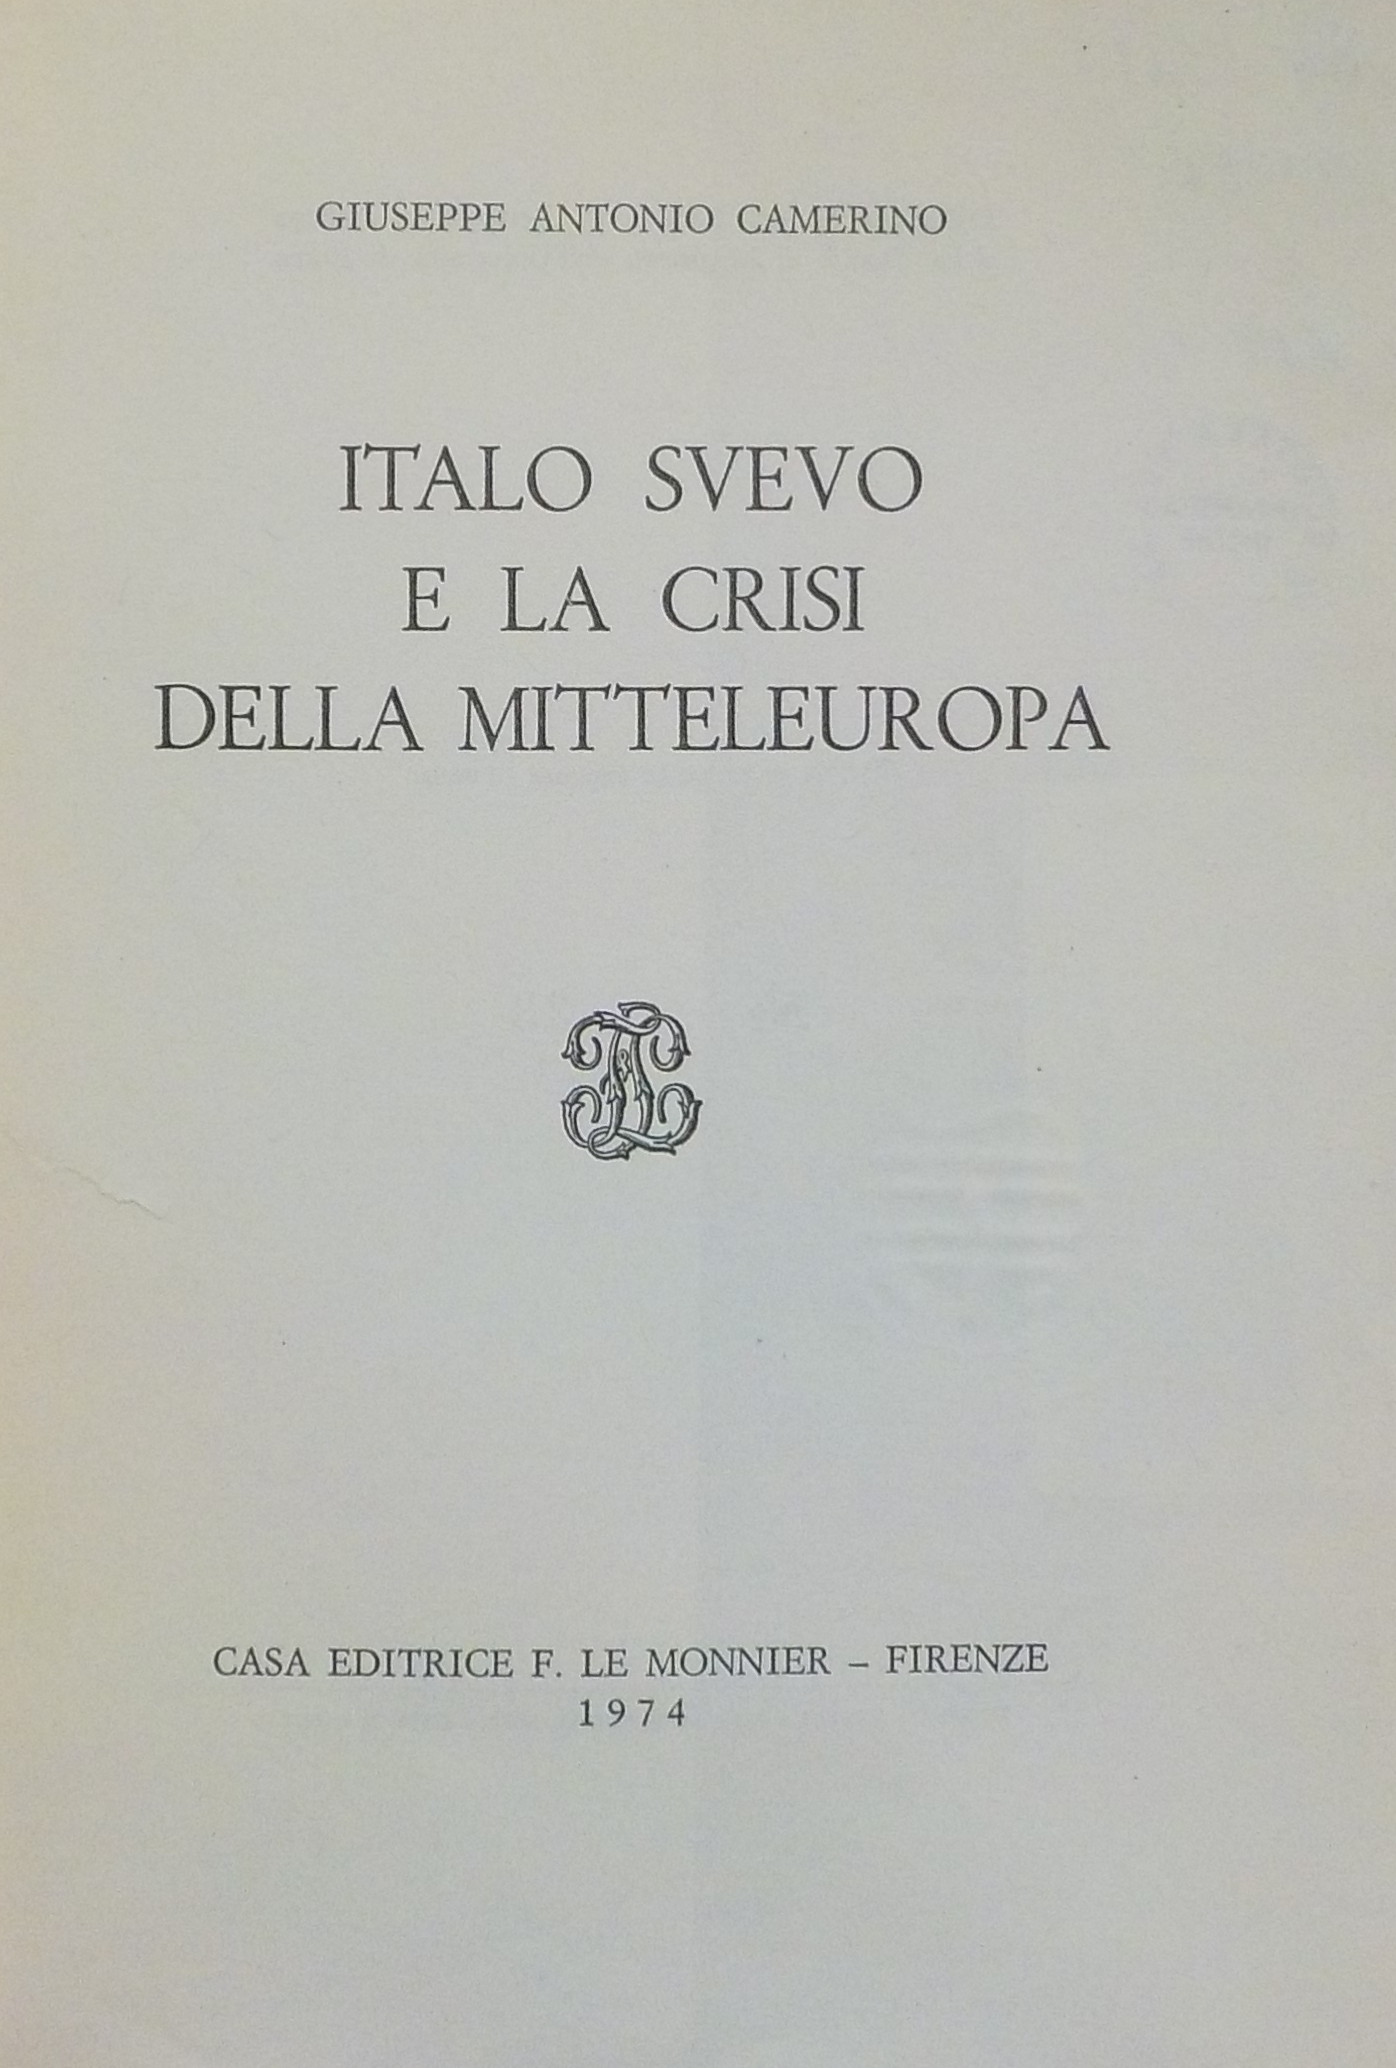 GIUSEPPE ANTONIO CAMERINO
ITALO SVEVO
E LA CRISI
DELLA MITTELEUROPA
CASA EDITRICE F. LE MONNIER – FIRENZE
1974